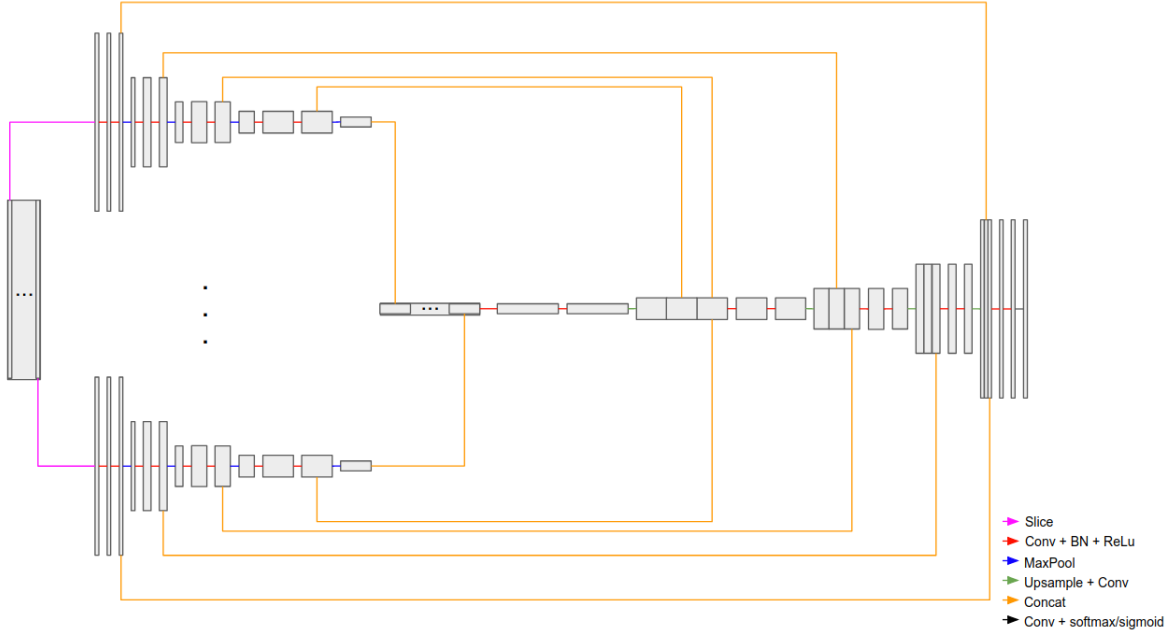 ...
...
Slice
Conv + BN + ReLu
MaxPool
Upsample + Conv
Concat
Conv + softmax/sigmoid